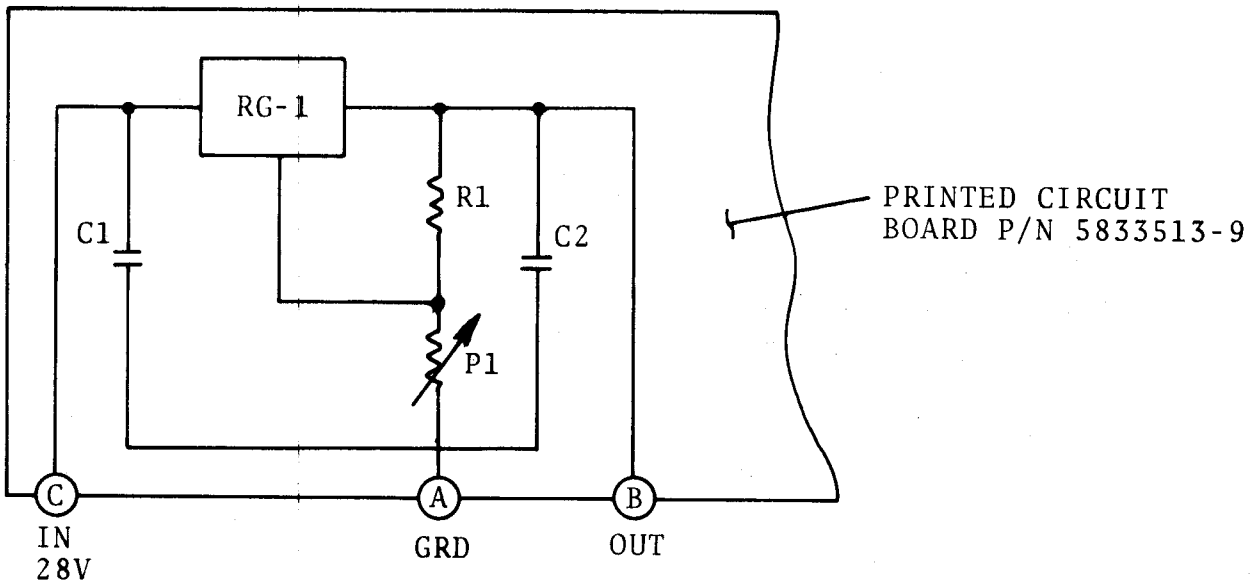 RG-1
R1
C1
C2
P1
PRINTED CIRCUIT
BOARD P/N 5833513-9
C
A
B
IN
28V
GRD
OUT